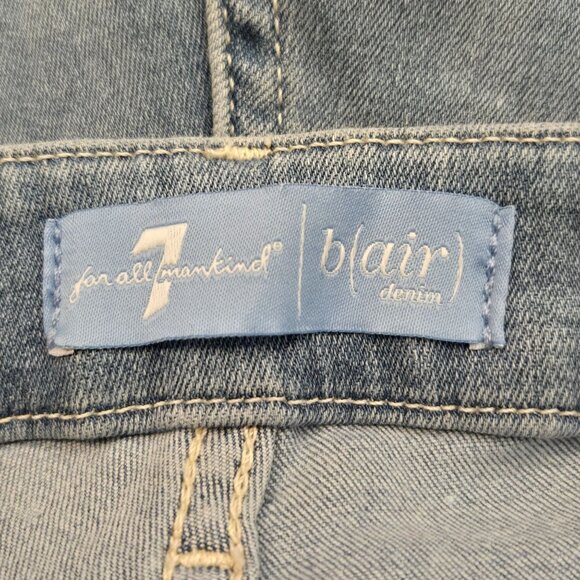 7 for all mankind®
b(air)
denim